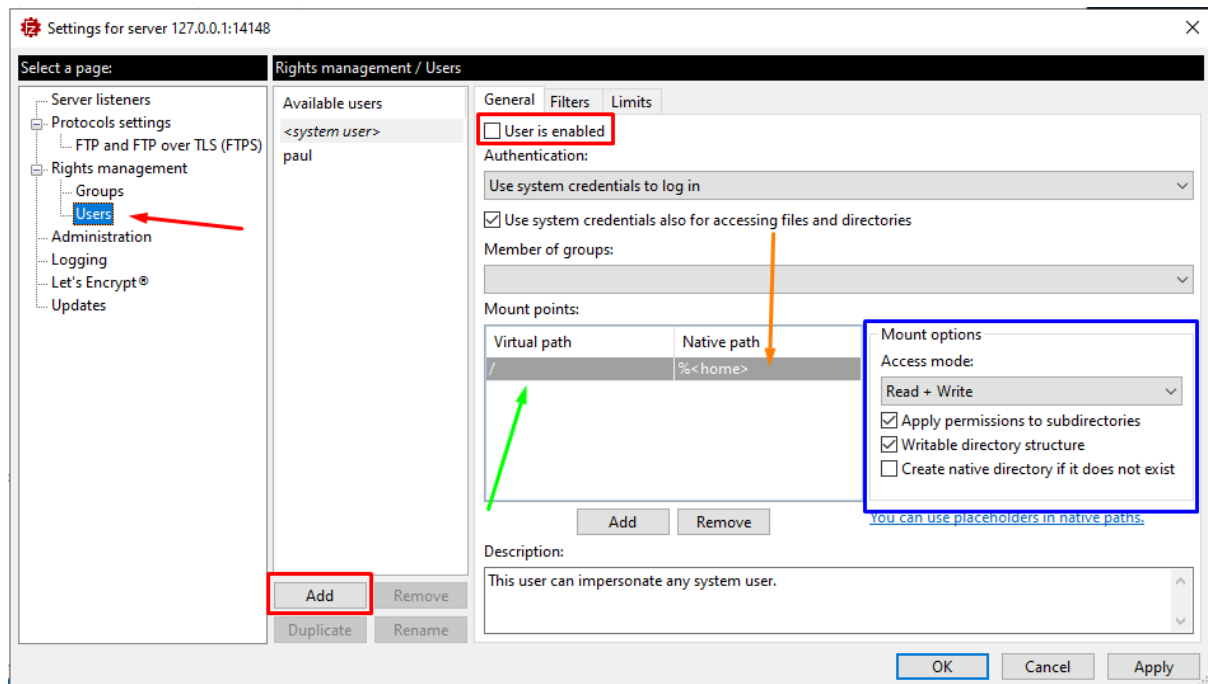 Settings for server 127.0.0.1:14148
Select a page:
Rights management / Users
Server listeners
Protocols settings
FTP and FTP over TLS (FTPS)
Rights management
Groups
Users
Administration
Logging
Let's Encrypt®
Updates
Available users
<system user>
paul
Add
Remove
Duplicate
Rename
General
Filters
Limits
User is enabled
Authentication:
Use system credentials to log in
Use system credentials also for accessing files and directories
Member of groups:
Mount points:
Virtual path
Native path
/
%<home>
Add
Remove
Mount options
Access mode:
Read + Write
Apply permissions to subdirectories
Writable directory structure
Create native directory if it does not exist
You can use placeholders in native paths.
Description:
This user can impersonate any system user.
OK
Cancel
Apply